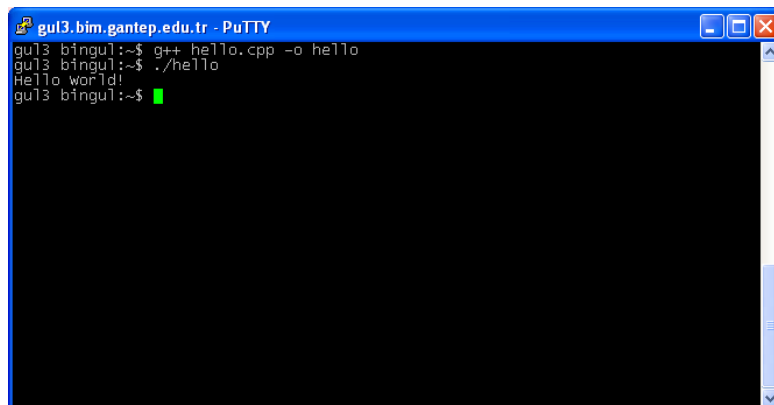 gul3.bim.gantep.edu.tr - PuTTY
gul3 bingul:~$ g++ hello.cpp -o hello
gul3 bingul:~$ ./hello
Hello World!
gul3 bingul:~$